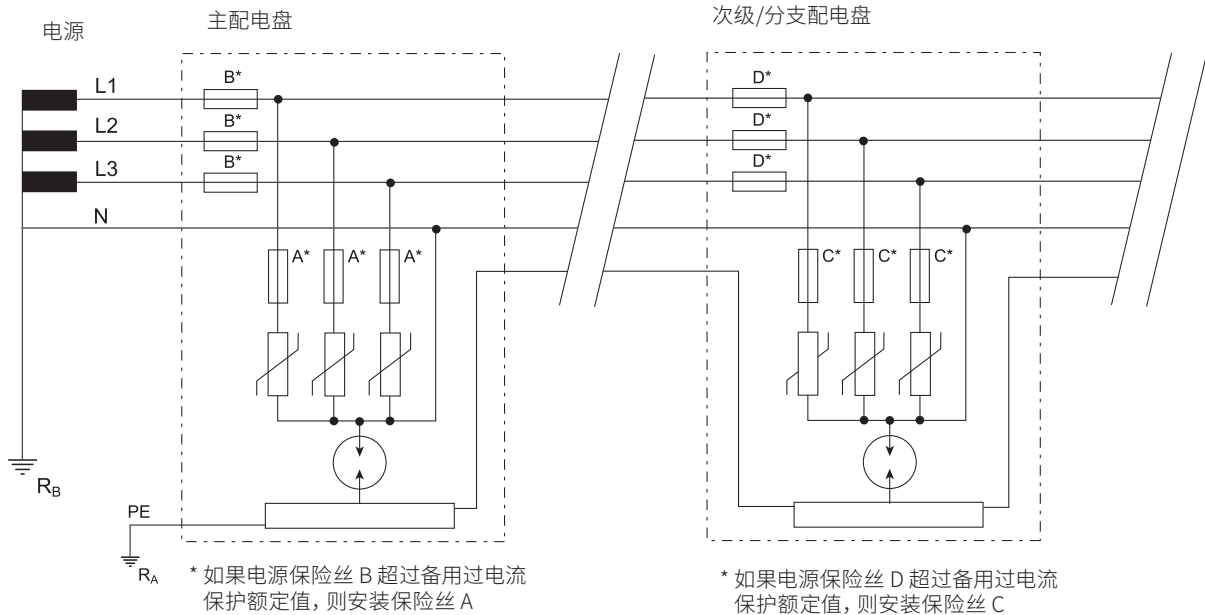 电源
主配电盘
次级/分支配电盘
L1
B*
D*
L2
B*
D*
L3
B*
D*
N
A*
A*
A*
C*
C*
C*
R_B
PE
R_A
* 如果电源保险丝 B 超过备用过电流
保护额定值，则安装保险丝 A
* 如果电源保险丝 D 超过备用过电流
保护额定值，则安装保险丝 C